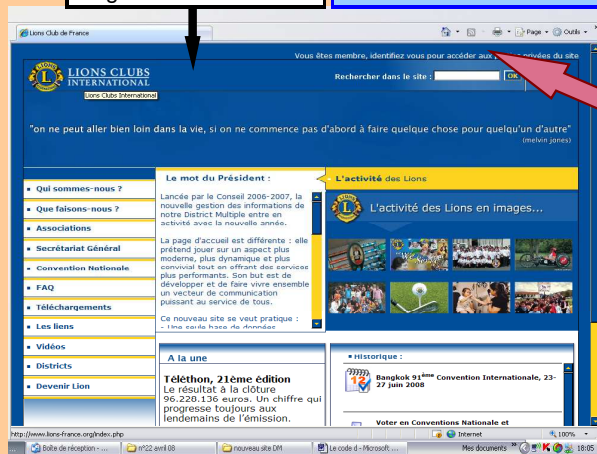 Lions Club de France
Page
Outils
Vous êtes membre, identifiez vous pour accéder aux privées du site
LIONS CLUBS
INTERNATIONAL
Lions Clubs International
Rechercher dans le site :
OK
"on ne peut aller bien loin dans la vie, si on ne commence pas d'abord à faire quelque chose pour quelqu'un d'autre"
(melvin jones)
Qui sommes-nous ?
Que faisons-nous ?
Associations
Secrétariat Général
Convention Nationale
FAQ
Téléchargements
Les liens
Vidéos
Districts
Devenir Lion
Le mot du Président :
Lancée par le Conseil 2006-2007, la
nouvelle gestion des informations de
notre District Multiple entre en
activité avec la nouvelle année.
La page d'accueil est différente : elle
prétend jouer sur un aspect plus
moderne, plus dynamique et plus
convivial tout en offrant des services
plus performants. Son but est de
développer et de faire vivre ensemble
un vecteur de communication
puissant au service de tous.
Ce nouveau site se veut pratique :
- Une seule base de données
L'activité des Lions
L'activité des Lions en images...
A la une
Téléthon, 21ème édition
Le résultat à la clôture
96.228.136 euros. Un chiffre qui
progresse toujours aux
lendemains de l'émission.
Historique :
12
Bangkok 91ème Convention Internationale, 23-
27 juin 2008
Voter en Conventions Nationale et
http://www.lions-france.org/index.php
Internet
100%
Boîte de réception - ...
n°22 avril 08
nouveau site DM
Le code d - Microsoft ...
Mes documents
18:05